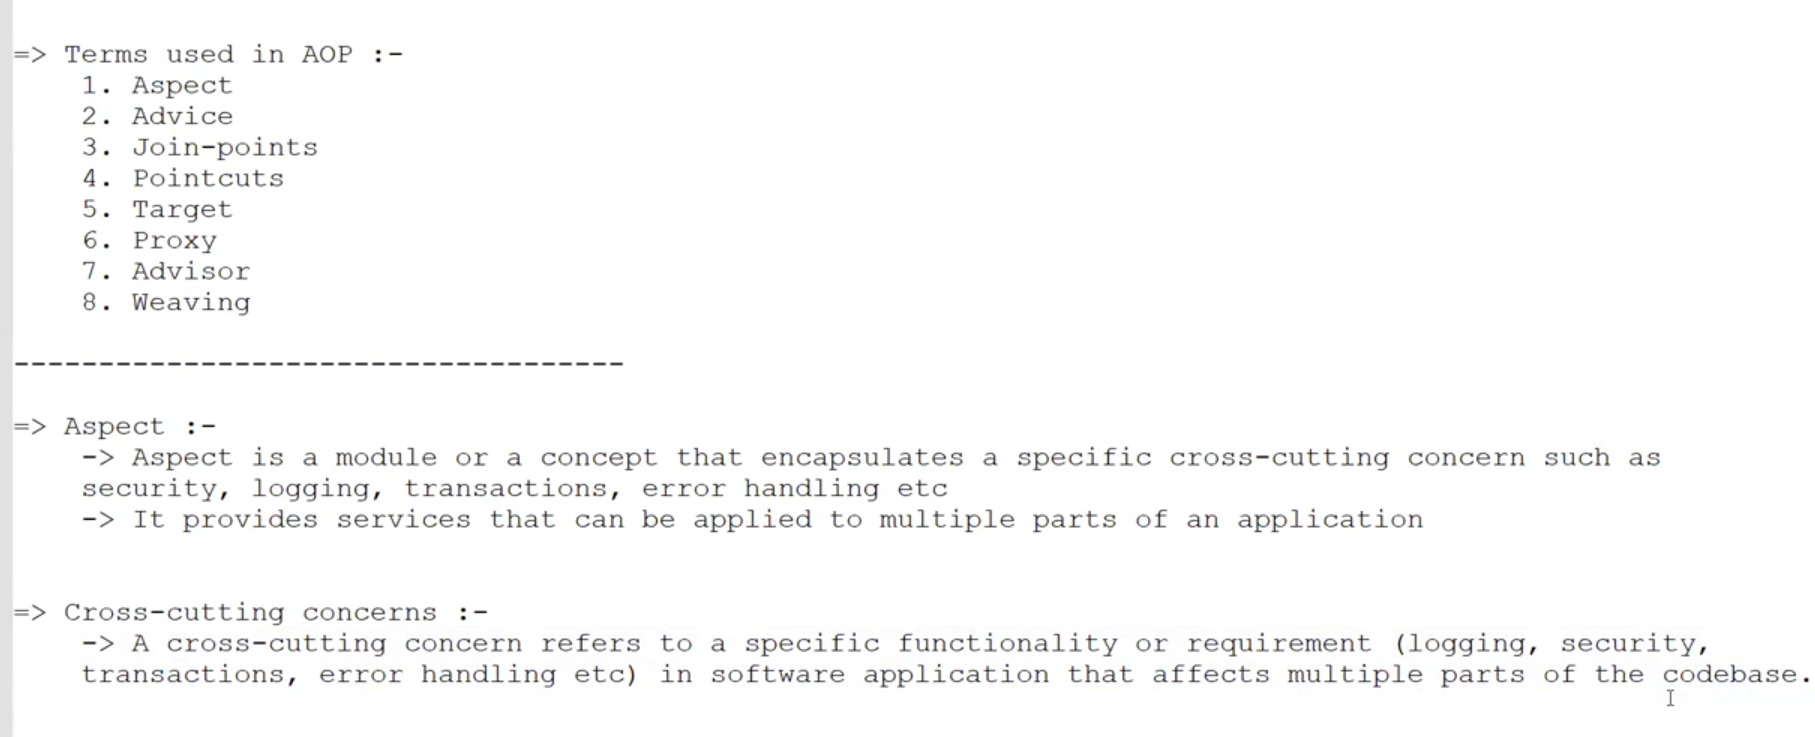 => Terms used in AOP :-
1. Aspect
2. Advice
3. Join-points
4. Pointcuts
5. Target
6. Proxy
7. Advisor
8. Weaving
------------------------------------
=> Aspect :-
-> Aspect is a module or a concept that encapsulates a specific cross-cutting concern such as
security, logging, transactions, error handling etc
-> It provides services that can be applied to multiple parts of an application
=> Cross-cutting concerns :-
-> A cross-cutting concern refers to a specific functionality or requirement (logging, security,
transactions, error handling etc) in software application that affects multiple parts of the codebase.